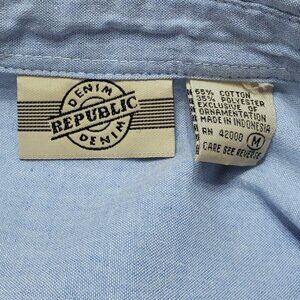 DENIM
REPUBLIC
DENIM
65% COTTON
35% POLYESTER
EXCLUSIVE OF
ORNAMENTATION
MADE IN INDONESIA
RN 42000 M
CARE SEE REVERSE